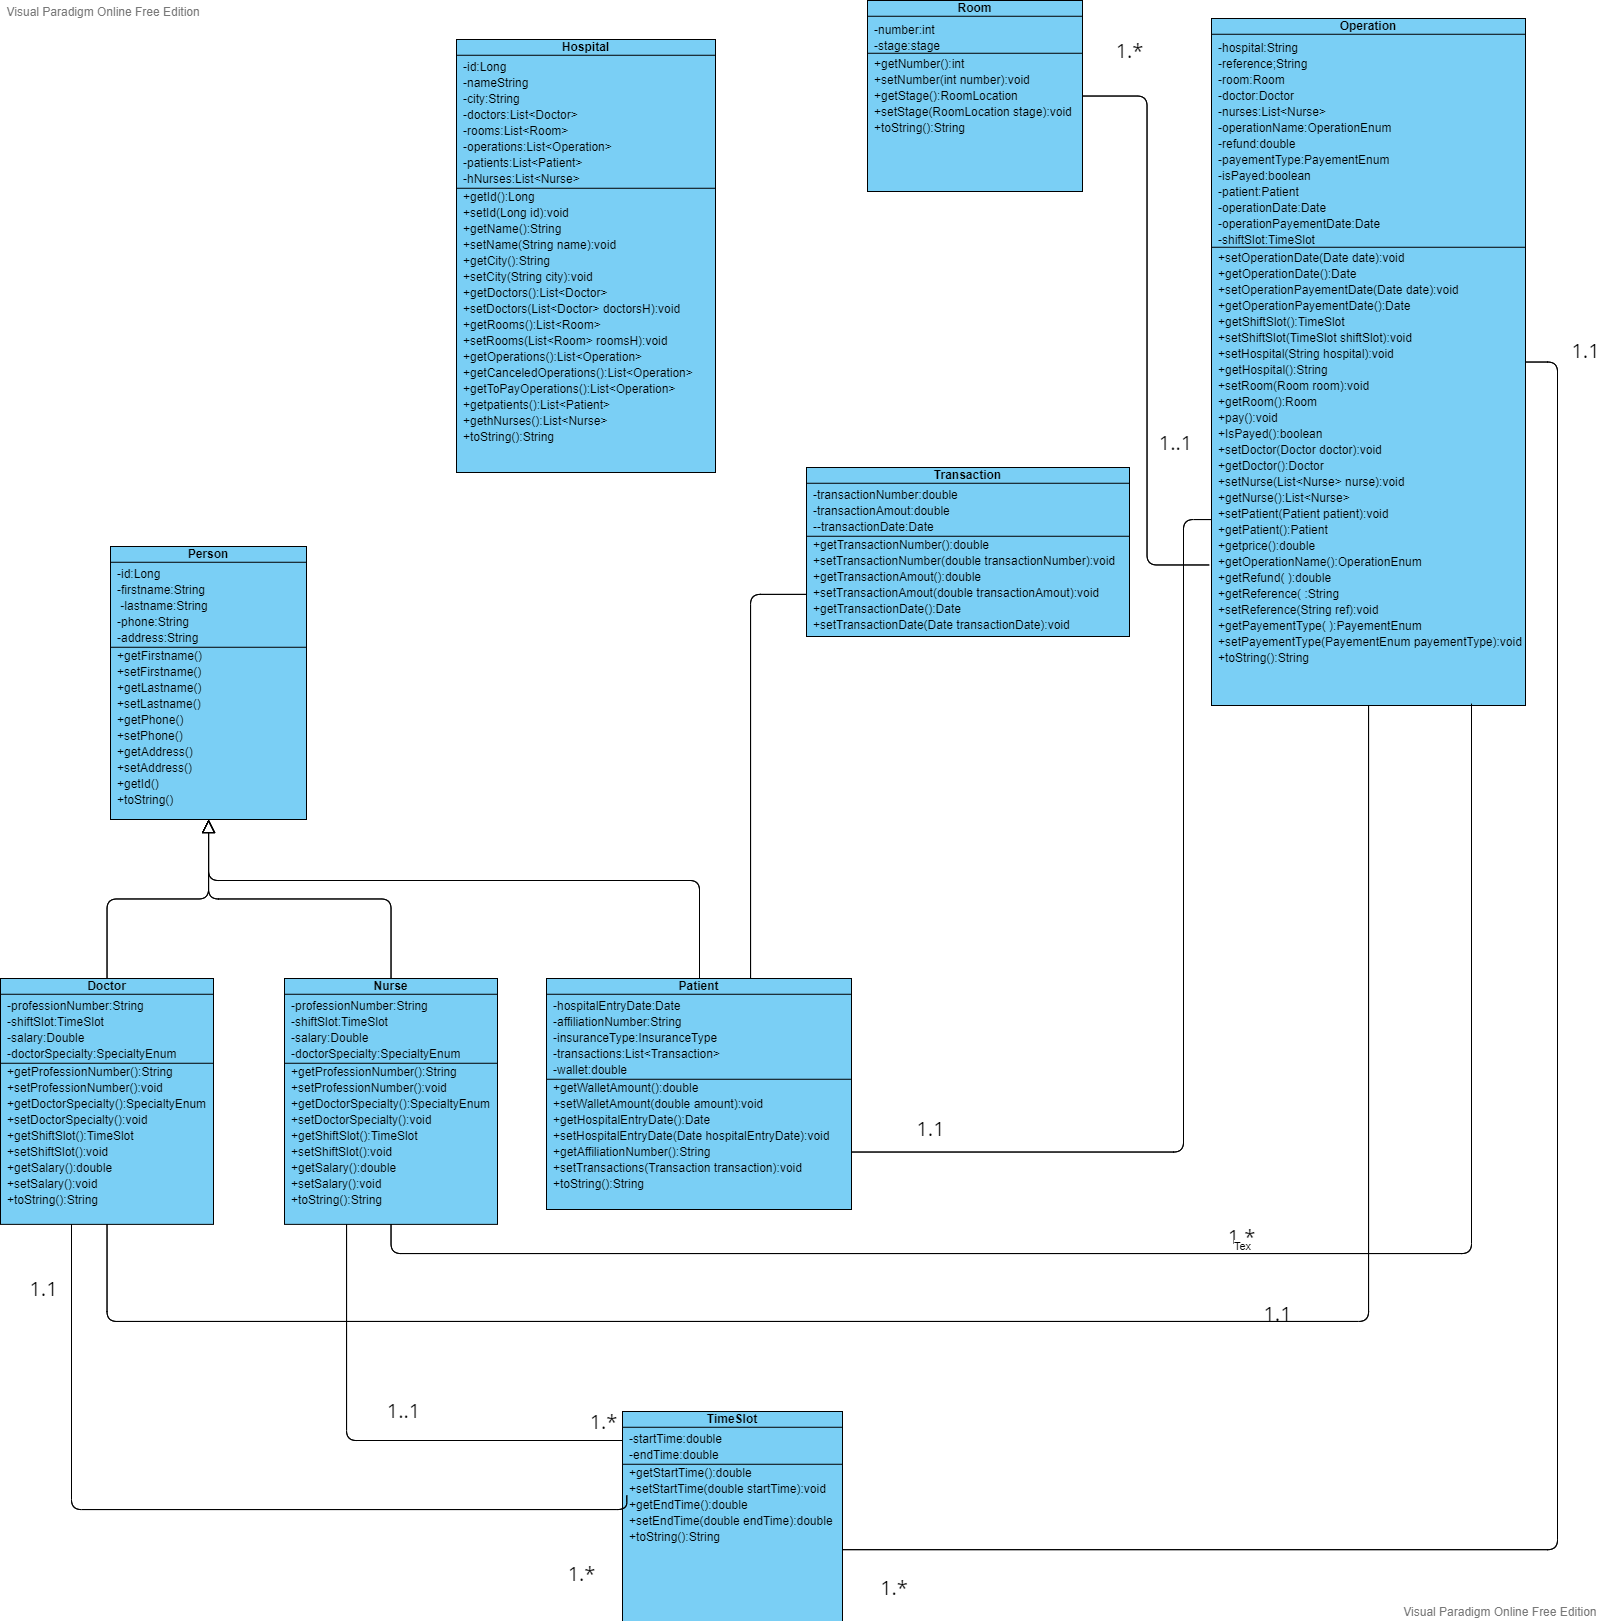 Visual Paradigm Online Free Edition
Room
-number:int
-stage:stage
+getNumber():int
+setNumber(int number):void
+getStage():RoomLocation
+setStage(RoomLocation stage):void
+toString():String
1.*
Operation
-hospital:String
-reference;String
-room:Room
-doctor:Doctor
-nurses:List<Nurse>
-operationName:OperationEnum
-refund:double
-payementType:PayementEnum
-isPayed:boolean
-patient:Patient
-operationDate:Date
-operationPayementDate:Date
-shiftSlot:TimeSlot
+setOperationDate(Date date):void
+getOperationDate():Date
+setOperationPayementDate(Date date):void
+getOperationPayementDate():Date
+getShiftSlot():TimeSlot
+setShiftSlot(TimeSlot shiftSlot):void
+setHospital(String hospital):void
+getHospital():String
+setRoom(Room room):void
+getRoom():Room
+pay():void
+IsPayed():boolean
+setDoctor(Doctor doctor):void
+getDoctor():Doctor
+setNurse(List<Nurse> nurse):void
+getNurse():List<Nurse>
+setPatient(Patient patient):void
+getPatient():Patient
+getprice():double
+getOperationName():OperationEnum
+getRefund( ):double
+getReference( :String
+setReference(String ref):void
+getPayementType( ):PayementEnum
+setPayementType(PayementEnum payementType):void
+toString():String
1.1
1..1
Hospital
-id:Long
-nameString
-city:String
-doctors:List<Doctor>
-rooms:List<Room>
-operations:List<Operation>
-patients:List<Patient>
-hNurses:List<Nurse>
+getId():Long
+setId(Long id):void
+getName():String
+setName(String name):void
+getCity():String
+setCity(String city):void
+getDoctors():List<Doctor>
+setDoctors(List<Doctor> doctorsH):void
+getRooms():List<Room>
+setRooms(List<Room> roomsH):void
+getOperations():List<Operation>
+getCanceledOperations():List<Operation>
+getToPayOperations():List<Operation>
+getpatients():List<Patient>
+gethNurses():List<Nurse>
+toString():String
Transaction
-transactionNumber:double
-transactionAmout:double
--transactionDate:Date
+getTransactionNumber():double
+setTransactionNumber(double transactionNumber):void
+getTransactionAmout():double
+setTransactionAmout(double transactionAmout):void
+getTransactionDate():Date
+setTransactionDate(Date transactionDate):void
Person
-id:Long
-firstname:String
-lastname:String
-phone:String
-address:String
+getFirstname()
+setFirstname()
+getLastname()
+setLastname()
+getPhone()
+setPhone()
+getAddress()
+setAddress()
+getId()
+toString()
Doctor
-professionNumber:String
-shiftSlot:TimeSlot
-salary:Double
-doctorSpecialty:SpecialtyEnum
+getProfessionNumber():String
+setProfessionNumber():void
+getDoctorSpecialty():SpecialtyEnum
+setDoctorSpecialty():void
+getShiftSlot():TimeSlot
+setShiftSlot():void
+getSalary():double
+setSalary():void
+toString():String
Nurse
-professionNumber:String
-shiftSlot:TimeSlot
-salary:Double
-doctorSpecialty:SpecialtyEnum
+getProfessionNumber():String
+setProfessionNumber():void
+getDoctorSpecialty():SpecialtyEnum
+setDoctorSpecialty():void
+getShiftSlot():TimeSlot
+setShiftSlot():void
+getSalary():double
+setSalary():void
+toString():String
Patient
-hospitalEntryDate:Date
-affiliationNumber:String
-insuranceType:InsuranceType
-transactions:List<Transaction>
-wallet:double
+getWalletAmount():double
+setWalletAmount(double amount):void
+getHospitalEntryDate():Date
+setHospitalEntryDate(Date hospitalEntryDate):void
+getAffiliationNumber():String
+setTransactions(Transaction transaction):void
+toString():String
1.1
1.*
Tex
1.1
1.1
1..1
1.*
TimeSlot
-startTime:double
-endTime:double
+getStartTime():double
+setStartTime(double startTime):void
+getEndTime():double
+setEndTime(double endTime):double
+toString():String
1.*
1.*
Visual Paradigm Online Free Edition